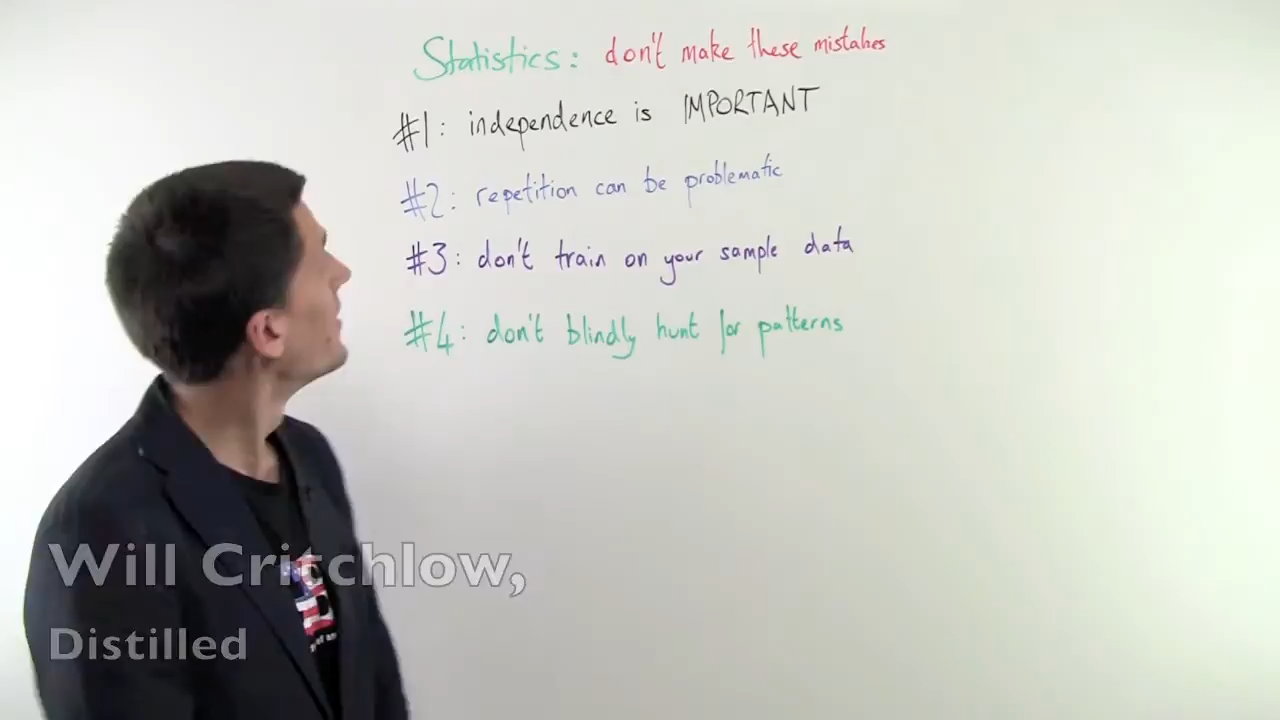 Statistics: don't make these mistakes
#1: independence is IMPORTANT
#2: repetition can be problematic
#3: don't train on your sample data
#4: don't blindly hunt for patterns
Will Critchlow,
Distilled